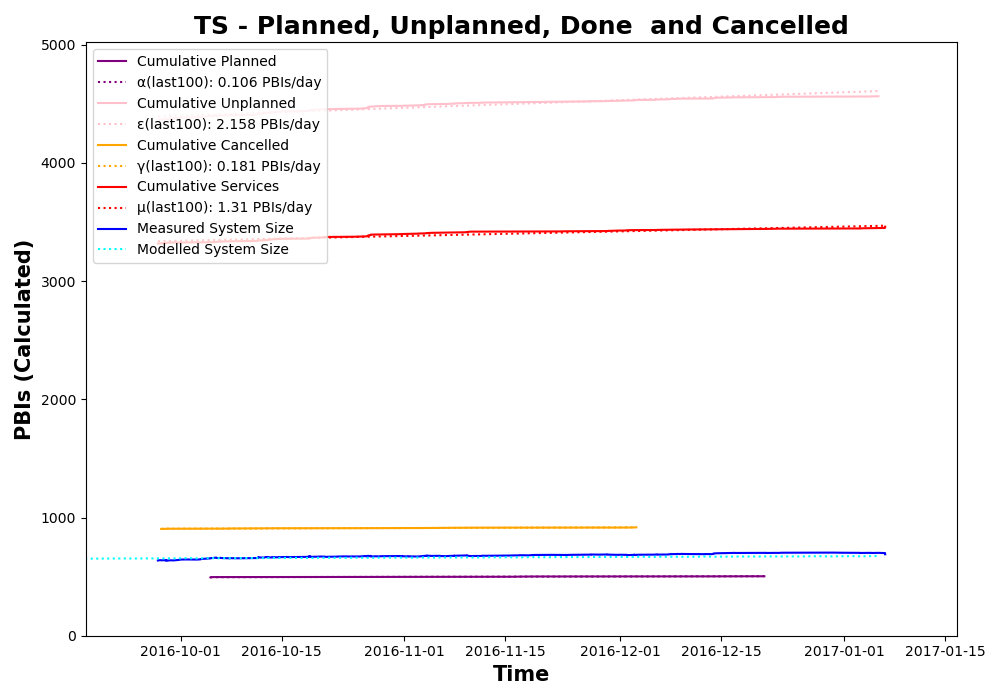 TS - Planned, Unplanned, Done  and Cancelled
PBIs (Calculated)
5000
4000
3000
2000
1000
0
Cumulative Planned
α(last100): 0.106 PBIs/day
Cumulative Unplanned
ε(last100): 2.158 PBIs/day
Cumulative Cancelled
γ(last100): 0.181 PBIs/day
Cumulative Services
μ(last100): 1.31 PBIs/day
Measured System Size
Modelled System Size
2016-10-01 2016-10-15 2016-11-01 2016-11-15 2016-12-01 2016-12-15 2017-01-01 2017-01-15
Time